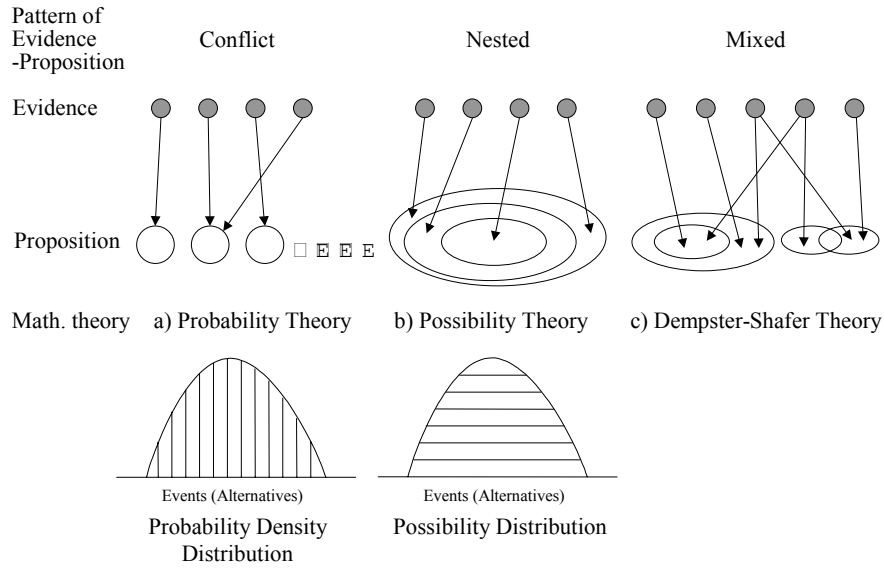 Pattern of
Evidence
-Proposition
Conflict Nested Mixed
Evidence
Proposition □ E E E
Math. theory a) Probability Theory b) Possibility Theory c) Dempster-Shafer Theory
Events (Alternatives) Events (Alternatives)
Probability Density Possibility Distribution
Distribution